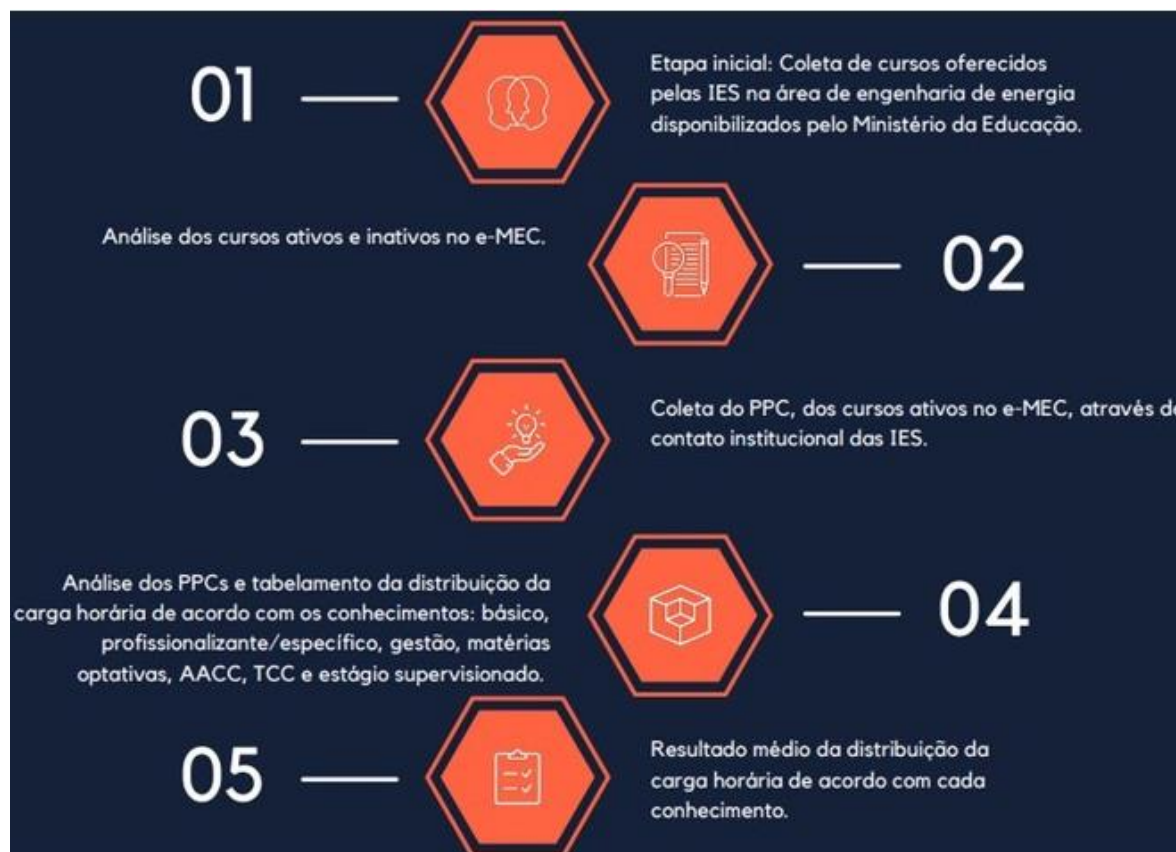 01
Etapa inicial: Coleta de cursos oferecidos
pelas IES na área de engenharia de energia
disponibilizados pelo Ministério da Educação.
Análise dos cursos ativos e inativos no e-MEC.
02
03
Coleta do PPC, dos cursos ativos no e-MEC, através
contato institucional das IES.
Análise dos PPCs e tabelamento da distribuição da
carga horária de acordo com os conhecimentos: básico,
profissionalizante/específico, gestão, matérias
optativas, AACC, TCC e estágio supervisionado.
04
05
Resultado médio da distribuição da
carga horária de acordo com cada
conhecimento.